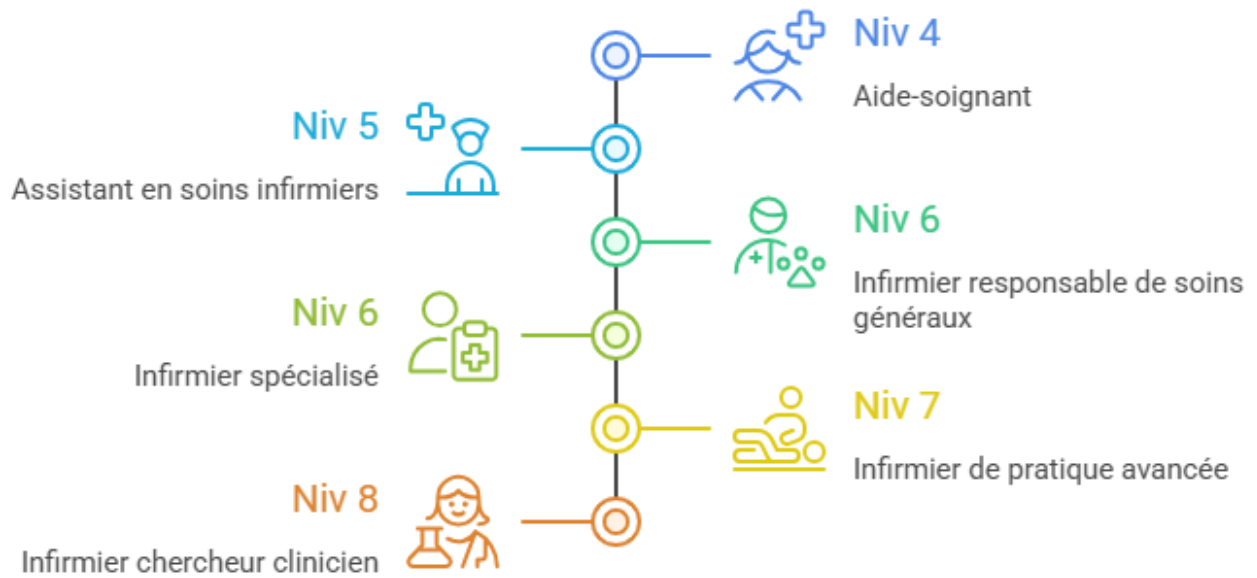 Niv 4
Aide-soignant
Niv 5
Assistant en soins infirmiers
Niv 6
Infirmier responsable de soins
généraux
Niv 6
Infirmier spécialisé
Niv 7
Infirmier de pratique avancée
Niv 8
Infirmier chercheur clinicien